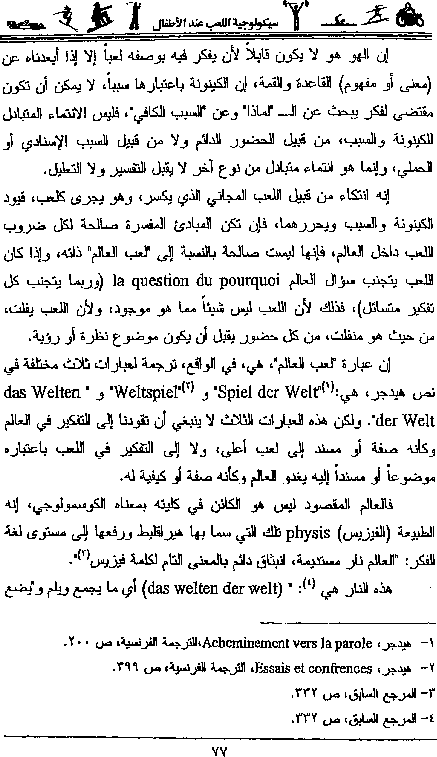 سيكولوجية اللعب عند الأطفال
إن الهو هو لا يكون قابلاً لأن يفكر فيه بوصفه لعباً إلا إذا أبعدناه عن
(معنى أو مفهوم) القاعدة والقمة، إن الكينونة باعتبارها سبباً، لا يمكن أن تكون
مقتضى لفكر يبحث عن الـ "لماذا" وعن "السبب الكافي"، فليس الانتماء المتبادل
للكينونة والسبب، من قبيل الحضور الدائم ولا من قبيل السبب الإسنادي أو
الحملي، وإنما هو انتماء متبادل من نوع آخر لا يقبل التفسير ولا التعليل.
إنه انتكاء من قبيل اللعب المجاني الذي يكسر، وهو يجرى كلعب، قيود
الكينونة والسبب ويحررهما، فإن تكن المبادئ المفسرة صالحة لكل ضروب
اللعب داخل العالم، فإنها ليست صالحة بالنسبة إلى "لعب العالم" ذاته، وإذا كان
اللعب يتجنب سؤال العالم la question du pourquoi (وربما يتجنب كل
تفكير متسائل)، فذلك لأن اللعب ليس شيئاً مما هو موجود، ولأن اللعب يفلت،
من حيث هو منفلت، من كل حضور يقبل أن يكون موضوع نظرة أو رؤية.
إن عبارة "لعب العالم"، هي، في الواقع، ترجمة لعبارات ثلاث مختلفة في
نص هيدجر، هي:"Spiel der Welt"(١) و "Weltspiel"(٢) و " das Welten
der Welt". ولكن هذه العبارات الثلاث لا ينبغي أن تقودنا إلى التفكير في العالم
وكأنه صفة أو مسند إلى لعب أعلى، ولا إلى التفكير في اللعب باعتباره
موضوعاً أو مسنداً إليه يغدو العالم وكأنه صفة أو كيفية له.
فالعالم المقصود ليس هو الكائن في كليته بمعناه الكوسمولوجي، إنه
الطبيعة (الفيزيس) physis تلك التي سما بها هيراقليط ورفعها إلى مستوى لغة
الفكر: "العالم نار مستديمة، انبثاق دائم بالمعنى التام لكلمة فيزيس"(٣).
هذه النار هي (٤): " (das welten der welt) أي ما يجمع ويلم و"يضع
١- هيدجر، Acheminement vers la parole، الترجمة الفرنسية، ص ٢٠٠.
٢- هيدجر، Essais et confrences، الترجمة الفرنسية، ص ٣٩٩.
٣- المرجع السابق، ص ٣٣٢.
٤- المرجع السابق، ص ٣٣٢.
٧٧